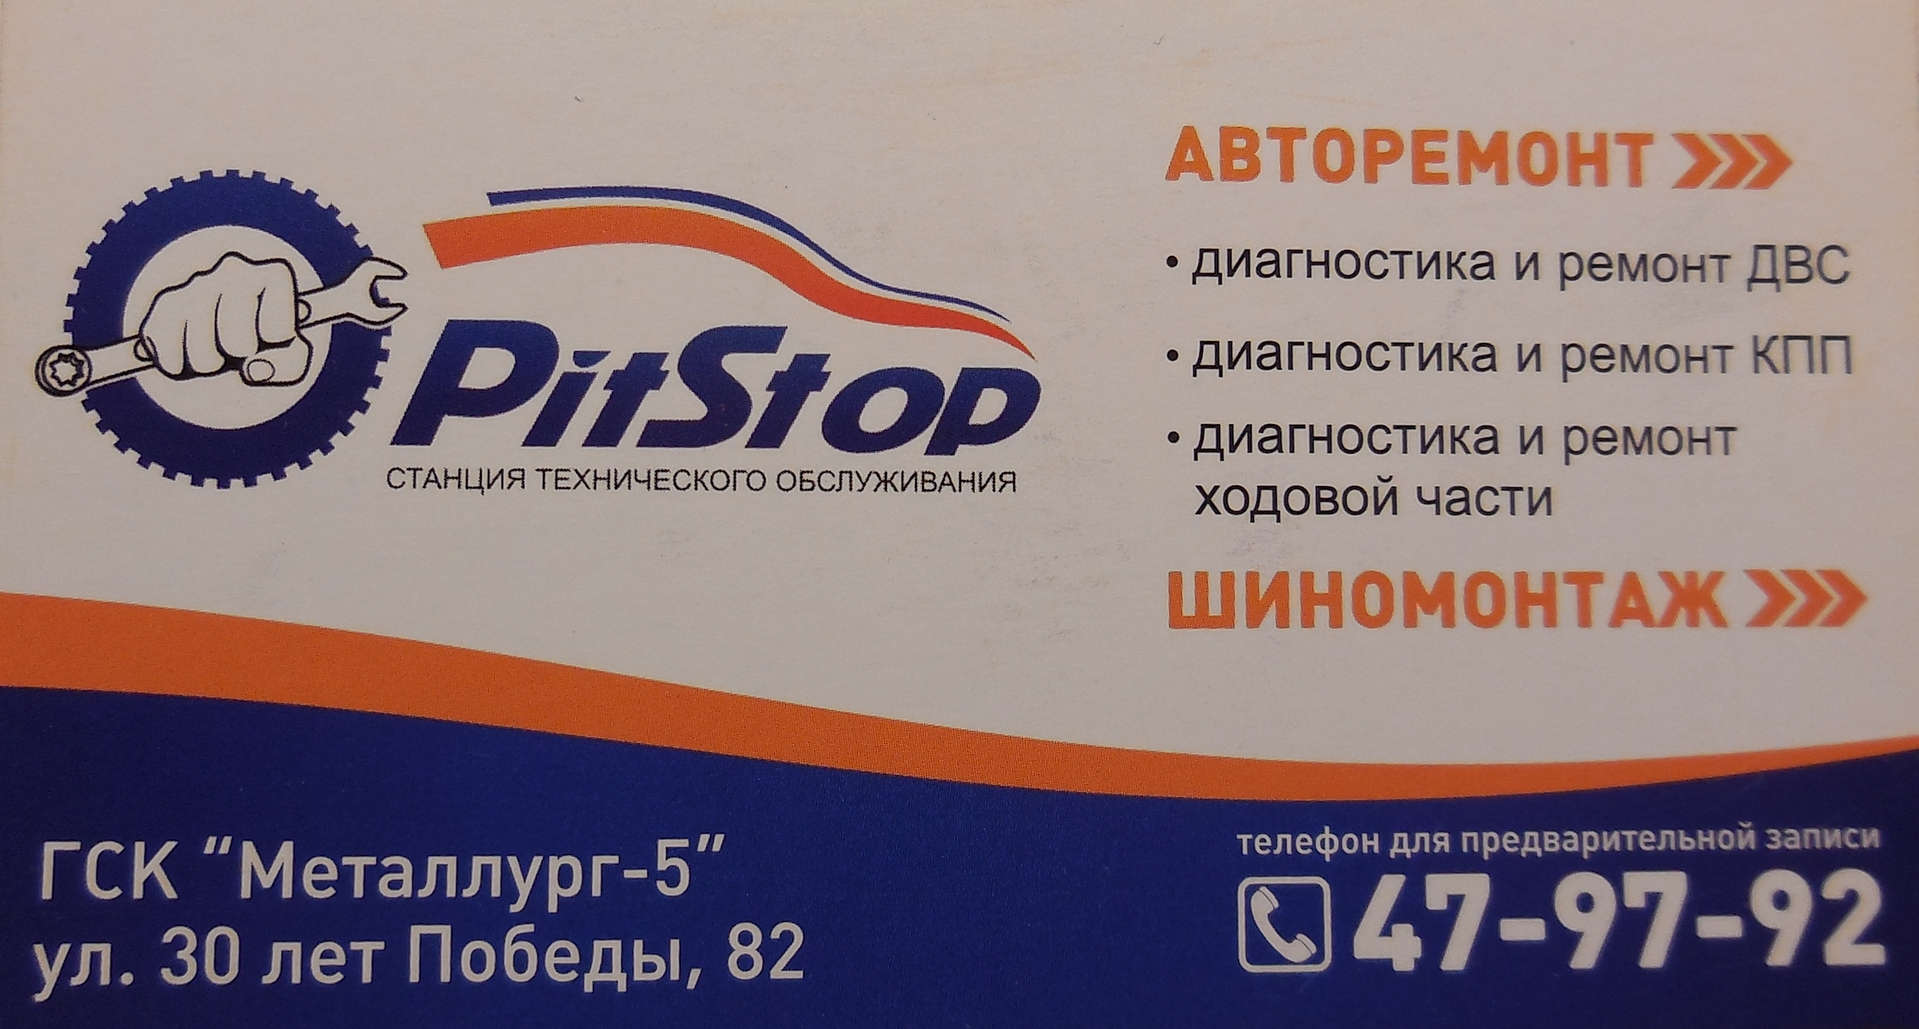 PitStop
СТАНЦИЯ ТЕХНИЧЕСКОГО ОБСЛУЖИВАНИЯ
АВТОРЕМОНТ
• диагностика и ремонт ДВС
• диагностика и ремонт КПП
• диагностика и ремонт
ходовой части
ШИНОМОНТАЖ
ГСК “Металлург-5”
ул. 30 лет Победы, 82
телефон для предварительной записи
47-97-92